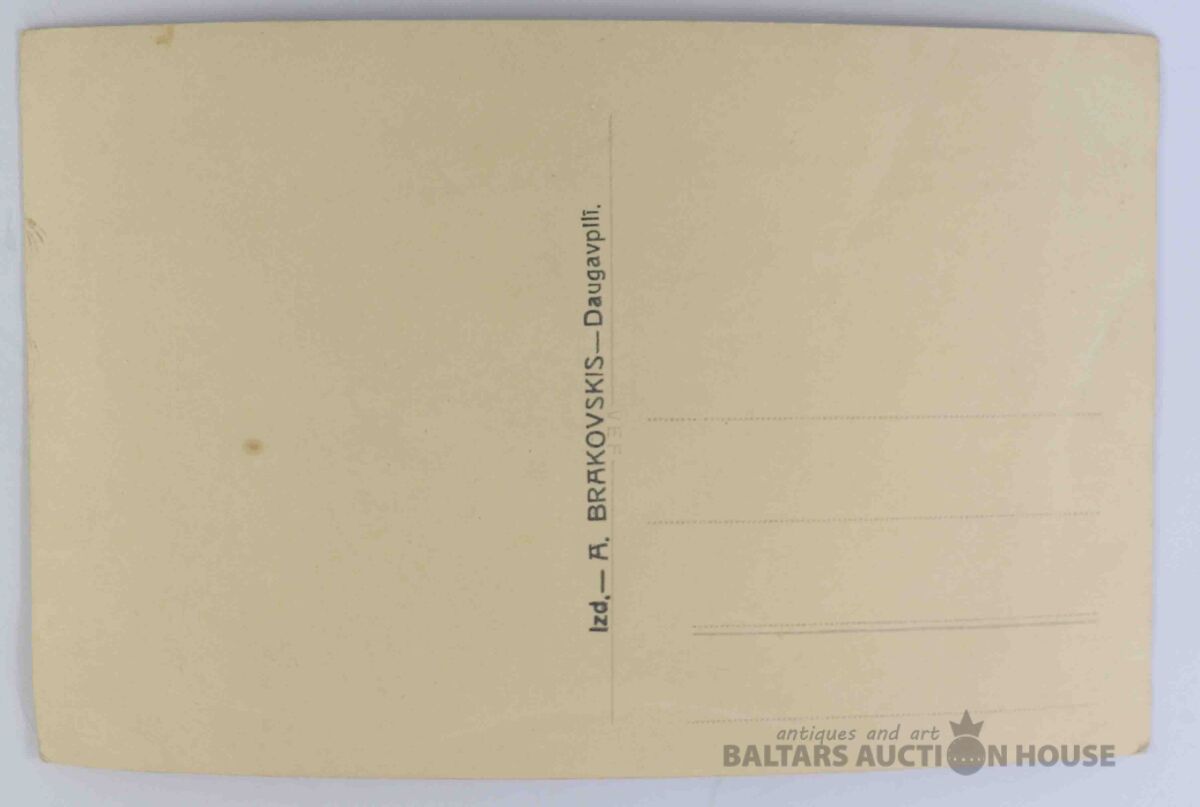 Izd.— A. BRAKOVSKIS—Daugavpilī.
antiques and art
BALTARS AUCTION HOUSE